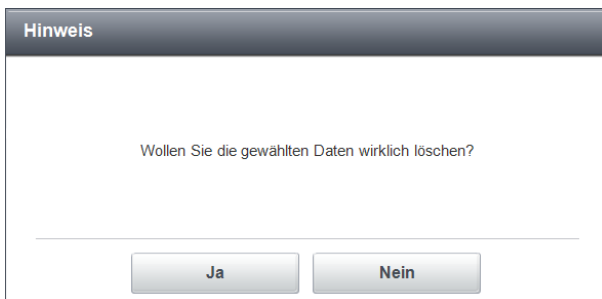 Hinweis
Wollen Sie die gewählten Daten wirklich löschen?
Ja
Nein